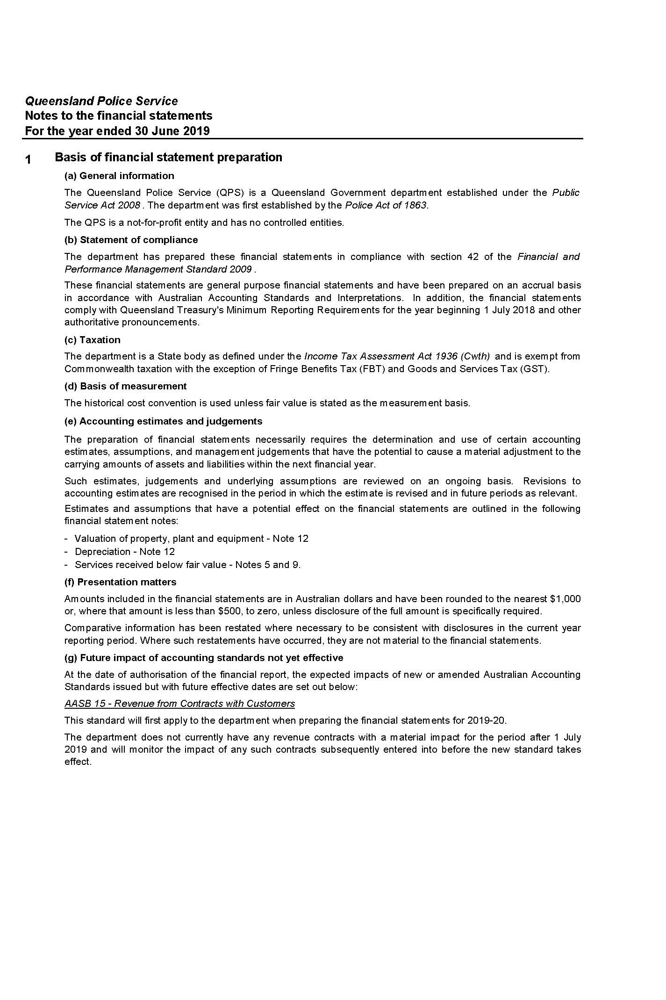 Queensland Police Service
Notes to the financial statements
For the year ended 30 June 2019
1 Basis of financial statement preparation
(a) General information
The Queensland Police Service (QPS) is a Queensland Government department established under the Public
Service Act 2008 . The department was first established by the Police Act of 1863.
The QPS is a not-for-profit entity and has no controlled entities.
(b) Statement of compliance
The department has prepared these financial statements in compliance with section 42 of the Financial and
Performance Management Standard 2009 .
These financial statements are general purpose financial statements and have been prepared on an accrual basis
in accordance with Australian Accounting Standards and Interpretations. In addition, the financial statements
comply with Queensland Treasury's Minimum Reporting Requirements for the year beginning 1 July 2018 and other
authoritative pronouncements.
(c) Taxation
The department is a State body as defined under the Income Tax Assessment Act 1936 (Cwth) and is exempt from
Commonwealth taxation with the exception of Fringe Benefits Tax (FBT) and Goods and Services Tax (GST).
(d) Basis of measurement
The historical cost convention is used unless fair value is stated as the measurement basis.
(e) Accounting estimates and judgements
The preparation of financial statements necessarily requires the determination and use of certain accounting
estimates, assumptions, and management judgements that have the potential to cause a material adjustment to the
carrying amounts of assets and liabilities within the next financial year.
Such estimates, judgements and underlying assumptions are reviewed on an ongoing basis. Revisions to
accounting estimates are recognised in the period in which the estimate is revised and in future periods as relevant.
Estimates and assumptions that have a potential effect on the financial statements are outlined in the following
financial statement notes:
- Valuation of property, plant and equipment - Note 12
- Depreciation - Note 12
- Services received below fair value - Notes 5 and 9.
(f) Presentation matters
Amounts included in the financial statements are in Australian dollars and have been rounded to the nearest $1,000
or, where that amount is less than $500, to zero, unless disclosure of the full amount is specifically required.
Comparative information has been restated where necessary to be consistent with disclosures in the current year
reporting period. Where such restatements have occurred, they are not material to the financial statements.
(g) Future impact of accounting standards not yet effective
At the date of authorisation of the financial report, the expected impacts of new or amended Australian Accounting
Standards issued but with future effective dates are set out below:
AASB 15 - Revenue from Contracts with Customers
This standard will first apply to the department when preparing the financial statements for 2019-20.
The department does not currently have any revenue contracts with a material impact for the period after 1 July
2019 and will monitor the impact of any such contracts subsequently entered into before the new standard takes
effect.